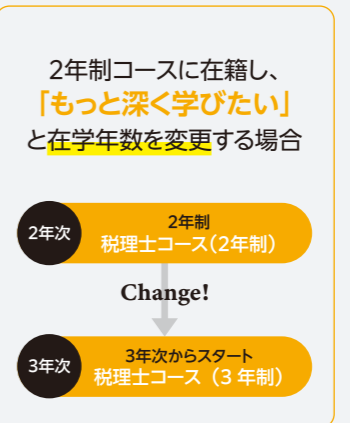 2年制コースに在籍し、
「もっと深く学びたい」
と在学年数を変更する場合
2年次
2年制
税理士コース(2年制)
Change!
3年次
3年次からスタート
税理士コース（3 年制）